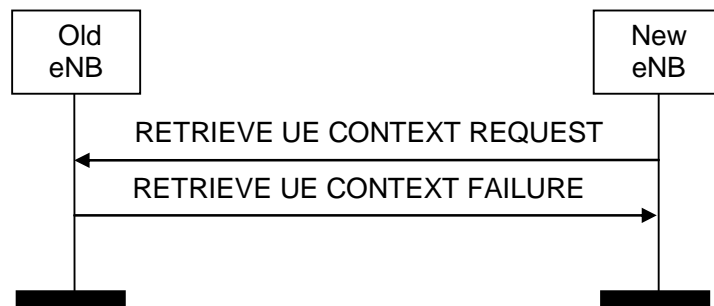 Old
eNB
New
eNB
RETRIEVE UE CONTEXT REQUEST
RETRIEVE UE CONTEXT FAILURE